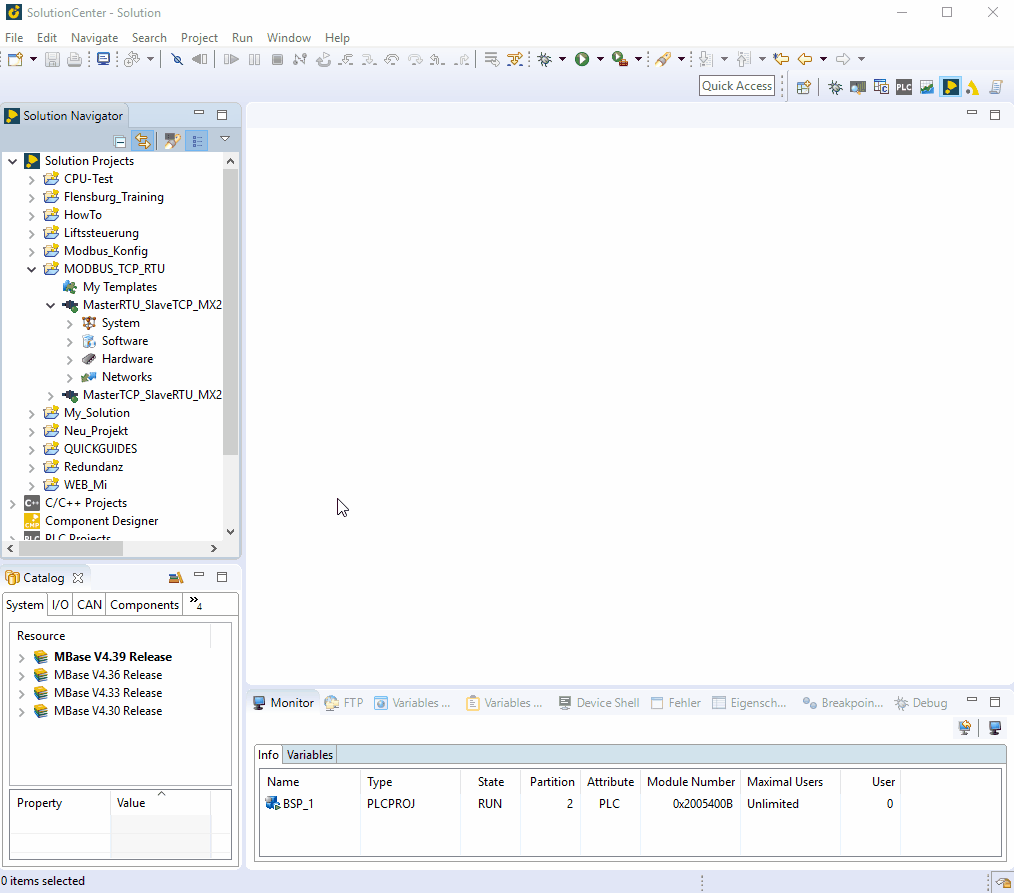 SolutionCenter - Solution
File Edit Navigate Search Project Run Window Help
Quick Access
PLC
Solution Navigator
Solution Projects
CPU-Test
Flensburg_Training
HowTo
Liftssteuerung
Modbus_Konfig
MODBUS_TCP_RTU
My Templates
MasterRTU_SlaveTCP_MX2
System
Software
Hardware
Networks
MasterTCP_SlaveRTU_MX2
My_Solution
Neu_Projekt
QUICKGUIDES
Redundanz
WEB_Mi
C++ C/C++ Projects
CMP Component Designer
PLC PLC Projects
Catalog
System I/O CAN Components »4
Resource
MBase V4.39 Release
MBase V4.36 Release
MBase V4.33 Release
MBase V4.30 Release
Property Value
Monitor FTP Variables ... Variables ... Device Shell Fehler Eigensch... Breakpoin... Debug
Info Variables
Name Type State Partition Attribute Module Number Maximal Users User
BSP_1 PLCPROJ RUN 2 PLC 0x2005400B Unlimited 0
0 items selected